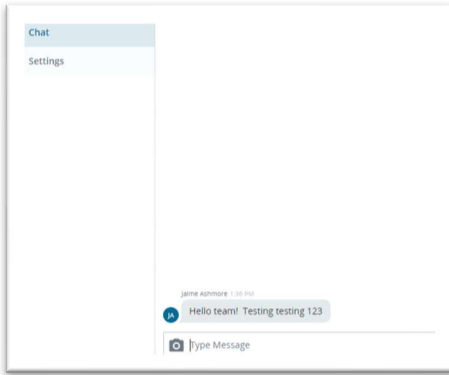 Chat
Settings
Jaime Ashmore 1:36 PM
JA
Hello team! Testing testing 123
Type Message